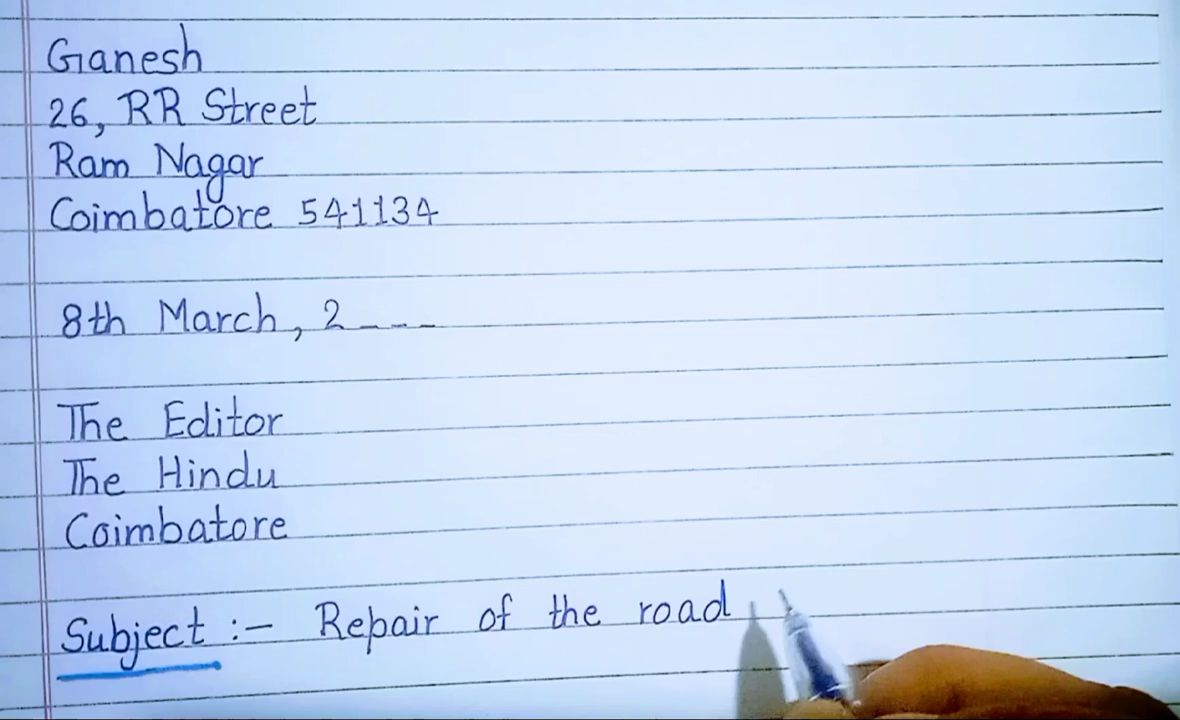 Ganesh
26, RR Street
Ram Nagar
Coimbatore 541134
8th March, 2----
The Editor
The Hindu
Coimbatore
Subject :- Repair of the road